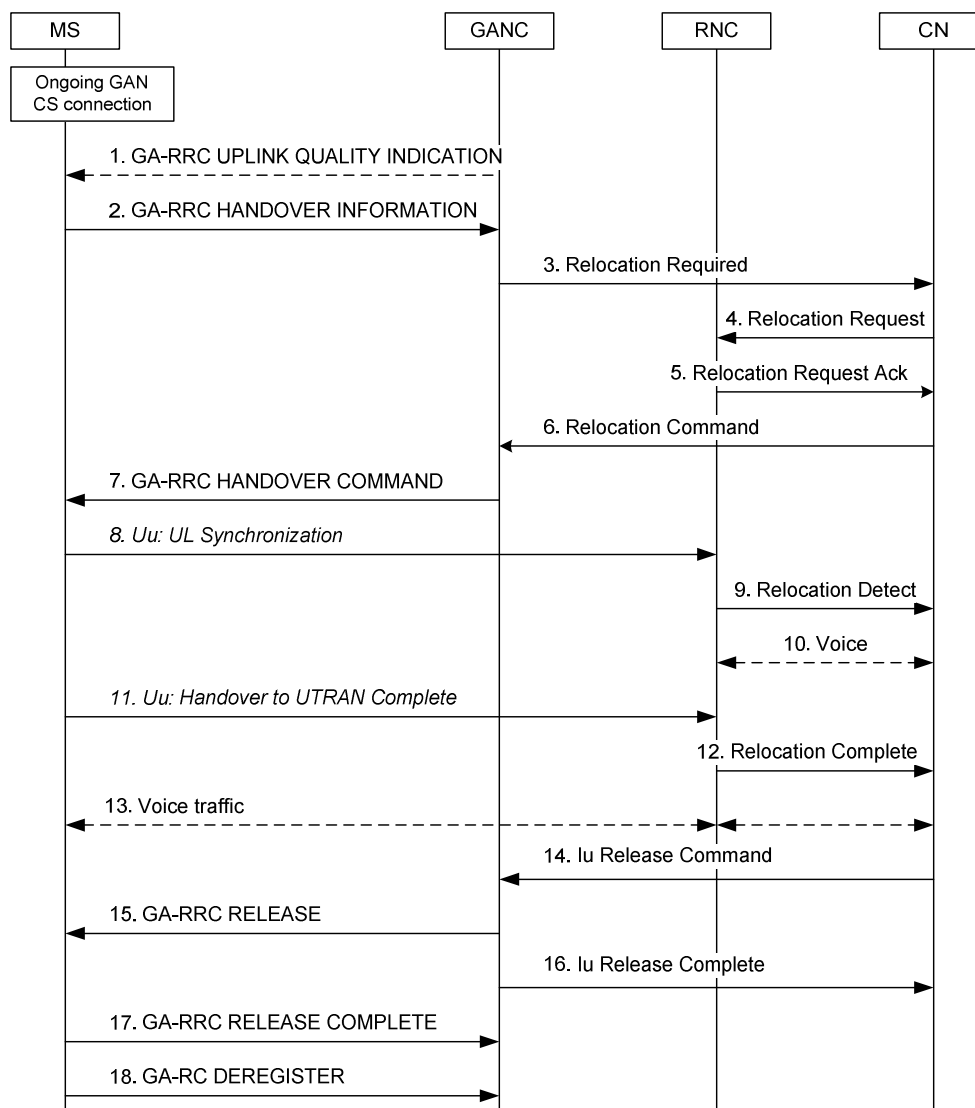 MS
GANC
RNC
CN
Ongoing GAN
CS connection
1. GA-RRC UPLINK QUALITY INDICATION
2. GA-RRC HANDOVER INFORMATION
3. Relocation Required
4. Relocation Request
5. Relocation Request Ack
6. Relocation Command
7. GA-RRC HANDOVER COMMAND
8. Uu: UL Synchronization
9. Relocation Detect
10. Voice
11. Uu: Handover to UTRAN Complete
12. Relocation Complete
13. Voice traffic
14. Iu Release Command
15. GA-RRC RELEASE
16. Iu Release Complete
17. GA-RRC RELEASE COMPLETE
18. GA-RC DEREGISTER